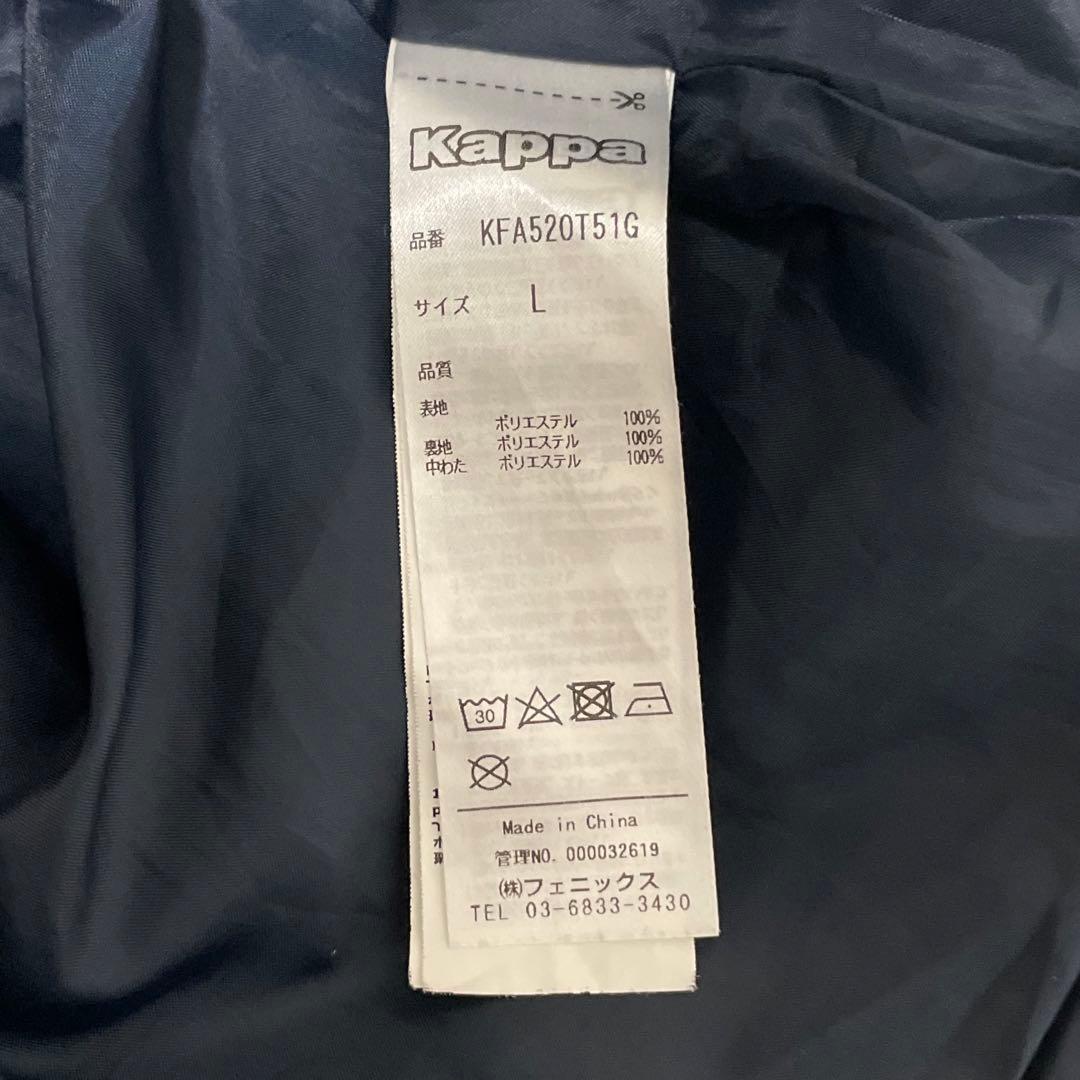 Kappa
品番 KFA520T51G
サイズ L
品質
表地
ポリエステル 100%
裏地 ポリエステル 100%
中わた ポリエステル 100%
30
Made in China
管理NO. 000032619
(株)フェニックス
TEL 03-6833-3430